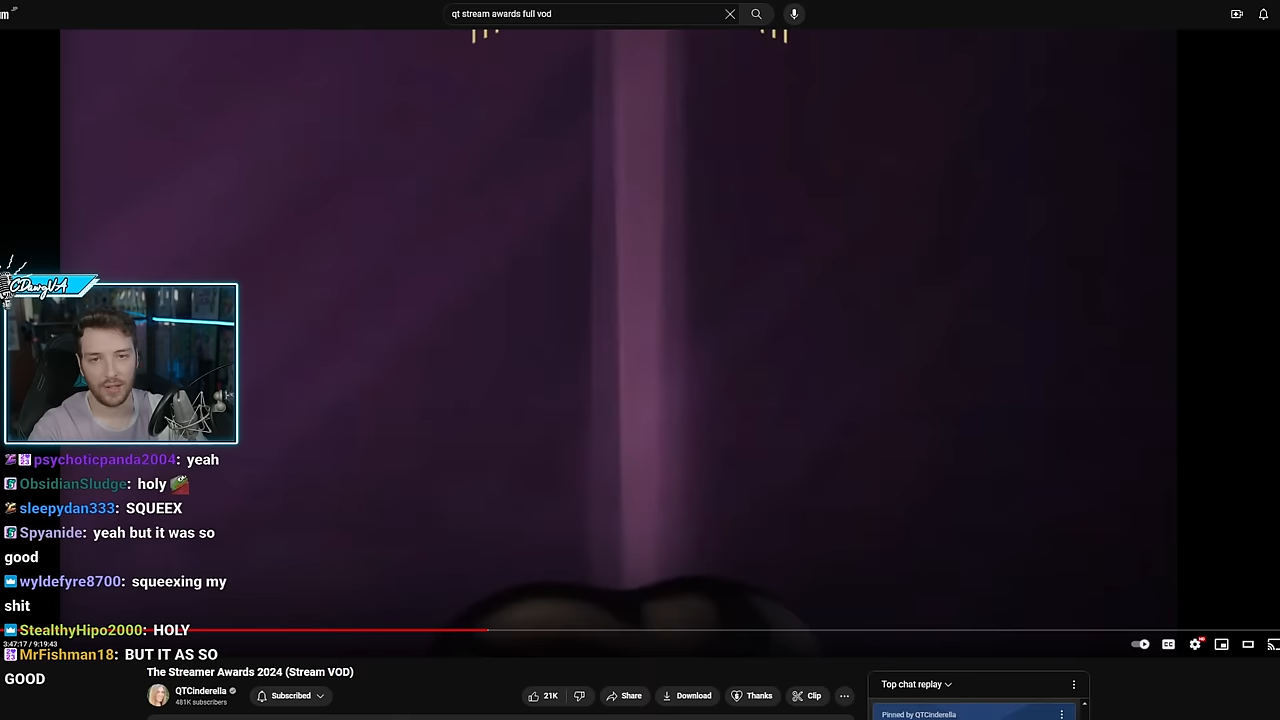 JP
qt stream awards full vod
CDawgVA
psychoticpanda2004: yeah
ObsidianSludge: holy
sleepydan333: SQUEEX
Spyanide: yeah but it was so
good
wyldefyre8700: squeexing my
shit
StealthyHipo2000: HOLY
3:47:17 / 9:19:43
MrFishman18: BUT IT AS SO
GOOD
CC
HD
The Streamer Awards 2024 (Stream VOD)
QTCinderella
481K subscribers
Subscribed
21K
Share
Download
Thanks
Clip
Top chat replay
Pinned by QTCinderella